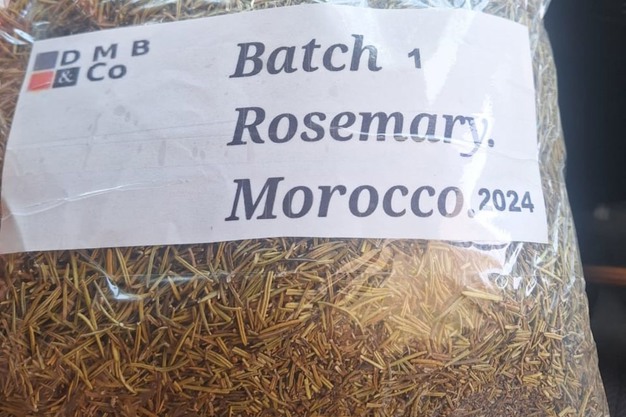 D M B
& Co
Batch 1
Rosemary.
Morocco.2024